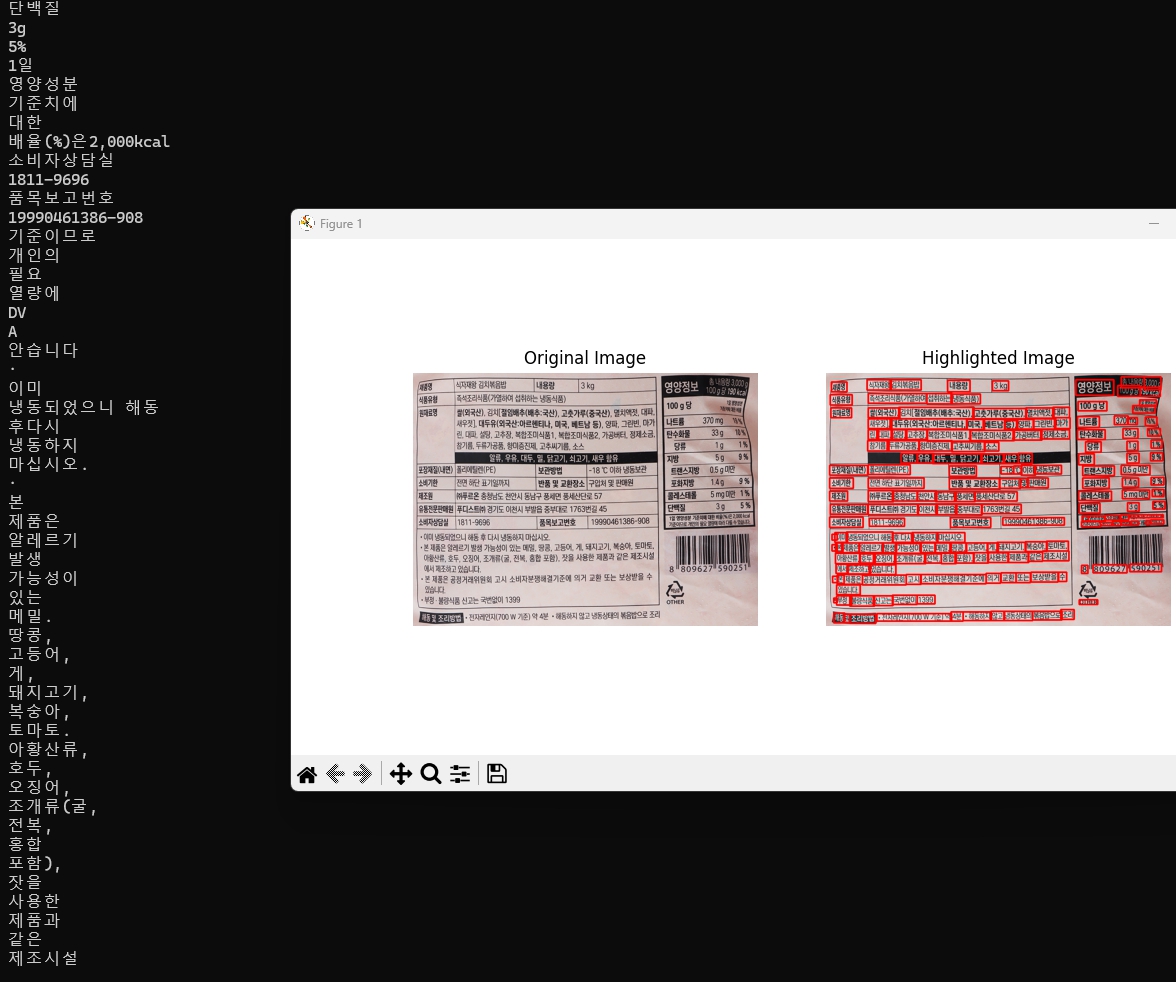 단백질
3g
5%
1일
영양성분
기준치에
대한
배율(%)은2,000kcal
소비자상담실
1811-9696
품목보고번호
19990461386-908
기준이므로
개인의
필요
열량에
DV
A
안습니다
.
이미
냉동되었으니 해동
후다시
냉동하지
마십시오.
.
본
제품은
알레르기
발생
가능성이
있는
메밀.
땅콩,
고등어,
게,
돼지고기,
복숭아,
토마토.
아황산류,
호두,
오징어,
조개류(굴,
전복,
홍합
포함),
잣을
사용한
제품과
같은
제조시설
Figure 1
Original Image
제품명 식자재왕 김치볶음밥 내용량 3 kg
식품유형 즉석조리식품(가열하여 섭취하는 냉동식품)
원재료명 쌀(외국산), 김치{절임배추(배추:국산), 고춧가루(중국산), 멸치액젓, 대파,
새우젓}, 대두유(외국산:아르헨티나, 미국, 베트남 등), 양파, 그린빈, 마가
린, 대파, 설탕, 고추장, 복합조미식품1, 복합조미식품2, 가공버터, 정제소금,
참기름, 두류가공품, 향미증진제, 고추씨기름, 소스
알류, 우유, 대두, 밀, 닭고기, 쇠고기, 새우 함유
포장재질(내면) 폴리에틸렌(PE) 보관방법 -18℃ 이하 냉동보관
소비기한 전면 하단 표기일까지 반품 및 교환장소 구입처 및 판매원
제조원 ㈜푸르온 충청남도 천안시 동남구 풍세면 풍세산단로 57
유통전문판매원 푸디스트㈜ 경기도 이천시 부발읍 중부대로 1763번길 45
소비자상담실 1811-9696 품목보고번호 19990461386-908
• 이미 냉동되었으니 해동 후 다시 냉동하지 마십시오.
• 본 제품은 알레르기 발생 가능성이 있는 메밀, 땅콩, 고등어, 게, 돼지고기, 복숭아, 토마토,
아황산류, 호두, 오징어, 조개류(굴, 전복, 홍합 포함), 잣을 사용한 제품과 같은 제조시설
에서 제조하고 있습니다.
• 본 제품은 공정거래위원회 고시 소비자분쟁해결기준에 의거 교환 또는 보상받을 수
있습니다.
• 부정·불량식품 신고는 국번없이 1399
해동 및 조리방법 • 전자레인지(700 W 기준) 약 4분 • 해동하지 않고 냉동상태의 볶음밥으로 조리
영양정보 총 내용량 3,000 g
100 g당 190 kcal
100 g 당
나트륨 370 mg
탄수화물 33 g
당류 1 g 1 %
지방 5 g 9 %
트랜스지방 0.5 g 미만
포화지방 1.4 g 9 %
콜레스테롤 5 mg 미만 1 %
단백질 3 g 5 %
8 809627 590251
OTHER
Highlighted Image